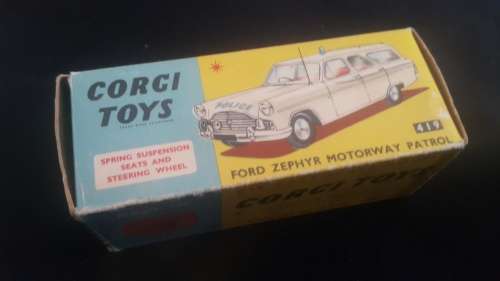 CORGI
TOYS
SPRING SUSPENSION
SEATS AND
STEERING WHEEL
POLICE
419
FORD ZEPHYR MOTORWAY PATROL
CORGI TOYS